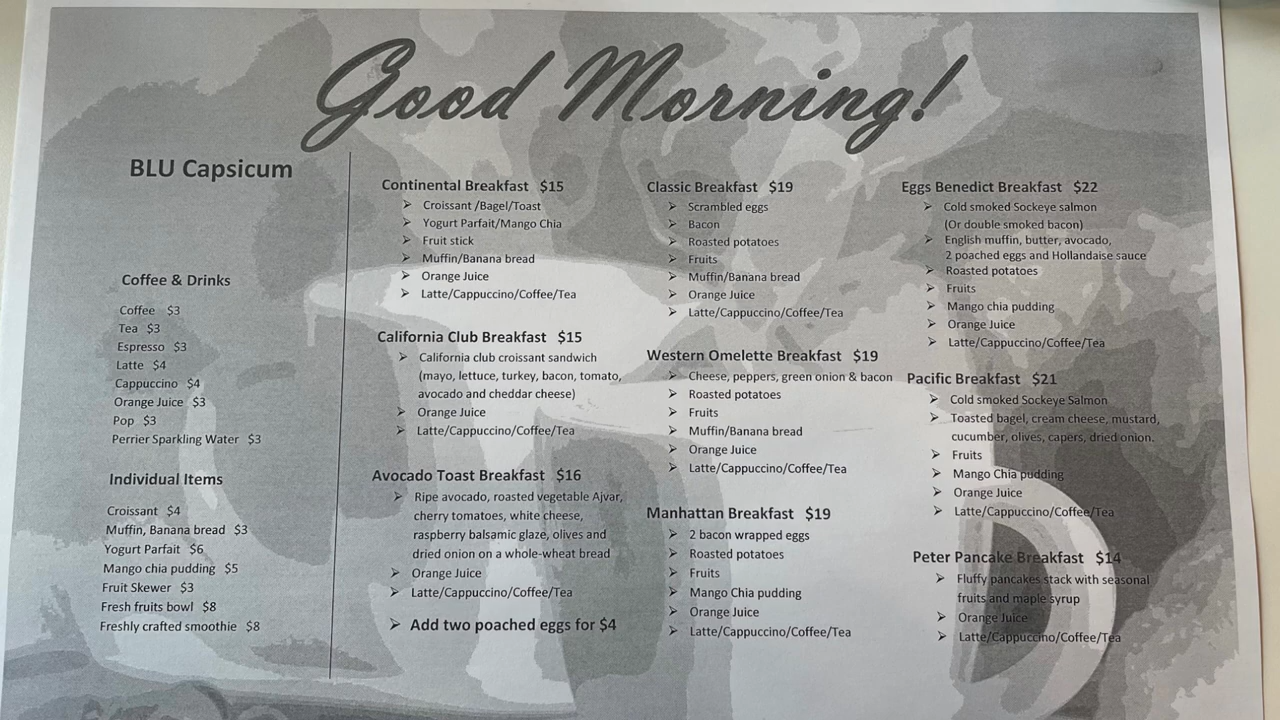 Good Morning!
BLU Capsicum
Coffee & Drinks
Coffee $3
Tea $3
Espresso $3
Latte $4
Cappuccino $4
Orange Juice $3
Pop $3
Perrier Sparkling Water $3
Individual Items
Croissant $4
Muffin, Banana bread $3
Yogurt Parfait $6
Mango chia pudding $5
Fruit Skewer $3
Fresh fruits bowl $8
Freshly crafted smoothie $8
Continental Breakfast $15
➢ Croissant /Bagel/Toast
➢ Yogurt Parfait/Mango Chia
➢ Fruit stick
➢ Muffin/Banana bread
➢ Orange Juice
➢ Latte/Cappuccino/Coffee/Tea
California Club Breakfast $15
➢ California club croissant sandwich
(mayo, lettuce, turkey, bacon, tomato,
avocado and cheddar cheese)
➢ Orange Juice
➢ Latte/Cappuccino/Coffee/Tea
Avocado Toast Breakfast $16
➢ Ripe avocado, roasted vegetable Ajvar,
cherry tomatoes, white cheese,
raspberry balsamic glaze, olives and
dried onion on a whole-wheat bread
➢ Orange Juice
➢ Latte/Cappuccino/Coffee/Tea
➢ Add two poached eggs for $4
Classic Breakfast $19
➢ Scrambled eggs
➢ Bacon
➢ Roasted potatoes
➢ Fruits
➢ Muffin/Banana bread
➢ Orange Juice
➢ Latte/Cappuccino/Coffee/Tea
Western Omelette Breakfast $19
➢ Cheese, peppers, green onion & bacon
➢ Roasted potatoes
➢ Fruits
➢ Muffin/Banana bread
➢ Orange Juice
➢ Latte/Cappuccino/Coffee/Tea
Manhattan Breakfast $19
➢ 2 bacon wrapped eggs
➢ Roasted potatoes
➢ Fruits
➢ Mango Chia pudding
➢ Orange Juice
➢ Latte/Cappuccino/Coffee/Tea
Eggs Benedict Breakfast $22
➢ Cold smoked Sockeye salmon
(Or double smoked bacon)
➢ English muffin, butter, avocado,
2 poached eggs and Hollandaise sauce
➢ Roasted potatoes
➢ Fruits
➢ Mango chia pudding
➢ Orange Juice
➢ Latte/Cappuccino/Coffee/Tea
Pacific Breakfast $21
➢ Cold smoked Sockeye Salmon
➢ Toasted bagel, cream cheese, mustard,
cucumber, olives, capers, dried onion.
➢ Fruits
➢ Mango Chia pudding
➢ Orange Juice
➢ Latte/Cappuccino/Coffee/Tea
Peter Pancake Breakfast $14
➢ Fluffy pancakes stack with seasonal
fruits and maple syrup
➢ Orange Juice
➢ Latte/Cappuccino/Coffee/Tea